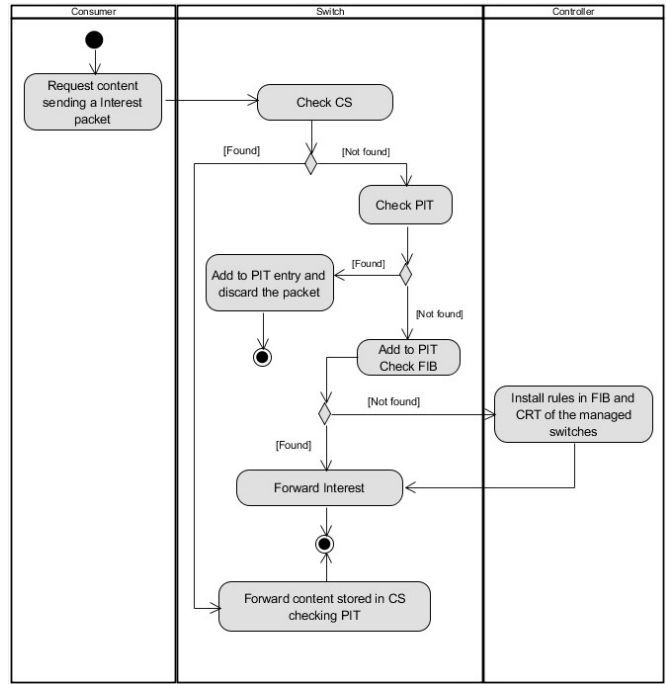 Consumer
Switch
Controller
Request content
sending a Interest
packet
Check CS
[Found]
[Not found]
Check PIT
[Found]
Add to PIT entry and
discard the packet
[Not found]
Add to PIT
Check FIB
[Not found]
Install rules in FIB and
CRT of the managed
switches
[Found]
Forward Interest
Forward content stored in CS
checking PIT